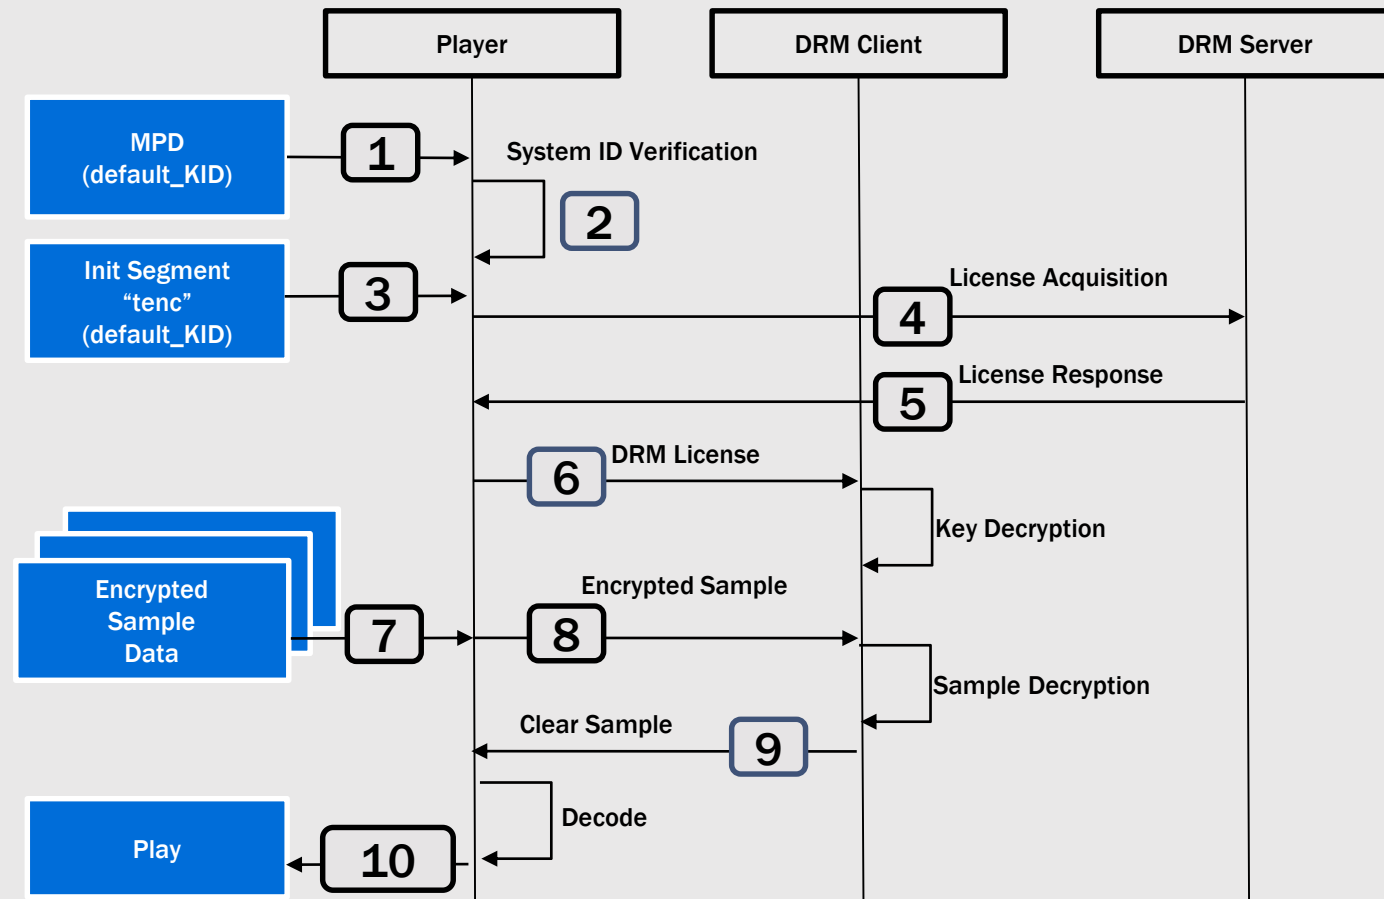 Player
DRM Client
DRM Server
MPD
(default_KID)
1
System ID Verification
2
Init Segment
“tenc”
(default_KID)
3
License Acquisition
4
License Response
5
DRM License
6
Key Decryption
Encrypted
Sample
Data
7
Encrypted Sample
8
Sample Decryption
Clear Sample
9
Decode
Play
10